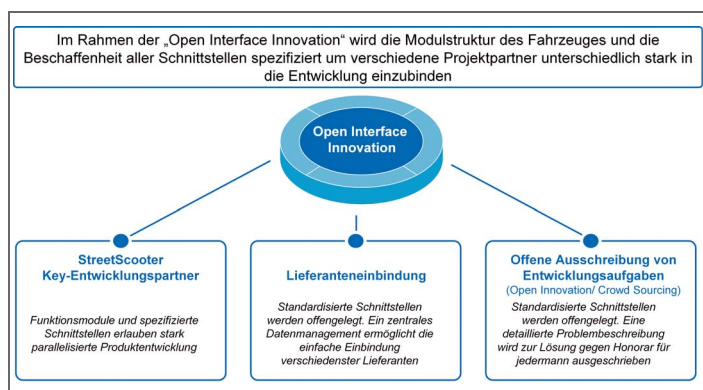 Im Rahmen der „Open Interface Innovation“ wird die Modulstruktur des Fahrzeuges und die
Beschaffenheit aller Schnittstellen spezifiziert um verschiedene Projektpartner unterschiedlich stark in
die Entwicklung einzubinden
Open Interface
Innovation
StreetScooter
Key-Entwicklungspartner
Funktionsmodule und spezifizierte
Schnittstellen erlauben stark
parallelisierte Produktentwicklung
Lieferanteneinbindung
Standardisierte Schnittstellen
werden offengelegt. Ein zentrales
Datenmanagement ermöglicht die
einfache Einbindung
verschiedenster Lieferanten
Offene Ausschreibung von
Entwicklungsaufgaben
(Open Innovation/ Crowd Sourcing)
Standardisierte Schnittstellen
werden offengelegt. Eine
detaillierte Problembeschreibung
wird zur Lösung gegen Honorar für
jedermann ausgeschrieben